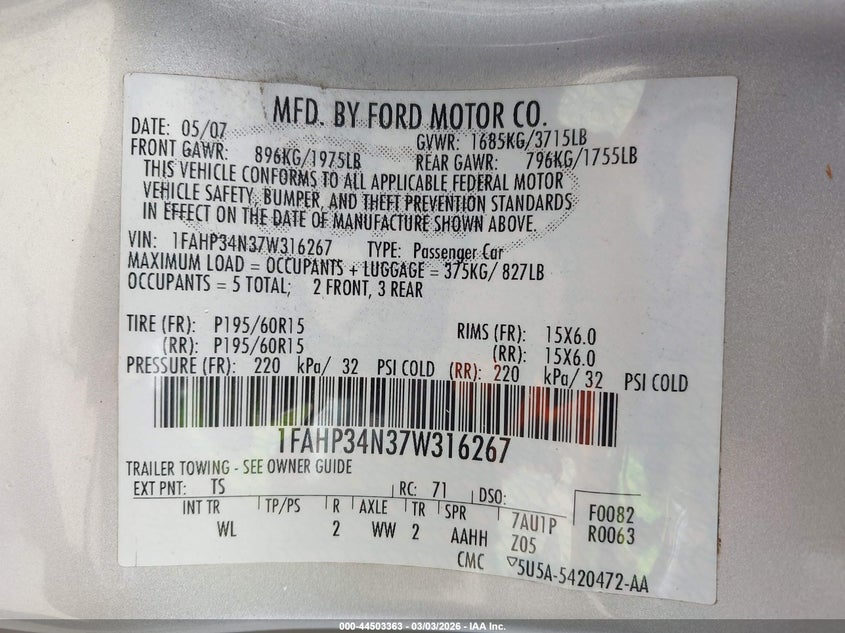 MFD. BY FORD MOTOR CO.
DATE: 05/07 GVWR: 1685KG/3715LB
FRONT GAWR: 896KG/1975LB REAR GAWR: 796KG/1755LB
THIS VEHICLE CONFORMS TO ALL APPLICABLE FEDERAL MOTOR
VEHICLE SAFETY, BUMPER, AND THEFT PREVENTION STANDARDS
IN EFFECT ON THE DATE OF MANUFACTURE SHOWN ABOVE.
VIN: 1FAHP34N37W316267 TYPE: Passenger Car
MAXIMUM LOAD = OCCUPANTS + LUGGAGE = 375KG/ 827LB
OCCUPANTS = 5 TOTAL; 2 FRONT, 3 REAR
TIRE (FR): P195/60R15 RIMS (FR): 15X6.0
(RR): P195/60R15 (RR): 15X6.0
PRESSURE (FR): 220 kPa/ 32 PSI COLD (RR): 220 kPa/ 32 PSI COLD
1FAHP34N37W316267
TRAILER TOWING - SEE OWNER GUIDE
EXT PNT: TS RC: 71 DSO:
INT TR TP/PS R AXLE TR SPR 7AU1P F0082
WL 2 WW 2 AAHH Z05 R0063
CMC 5U5A-5420472-AA
000-44503363 - 03/03/2026 - IAA Inc.